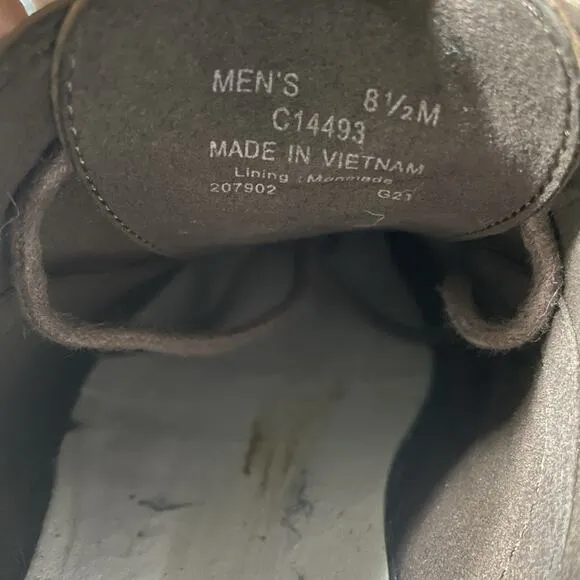 MEN'S 8½M
C14493
MADE IN VIETNAM
Lining : Manmade
207902 G21